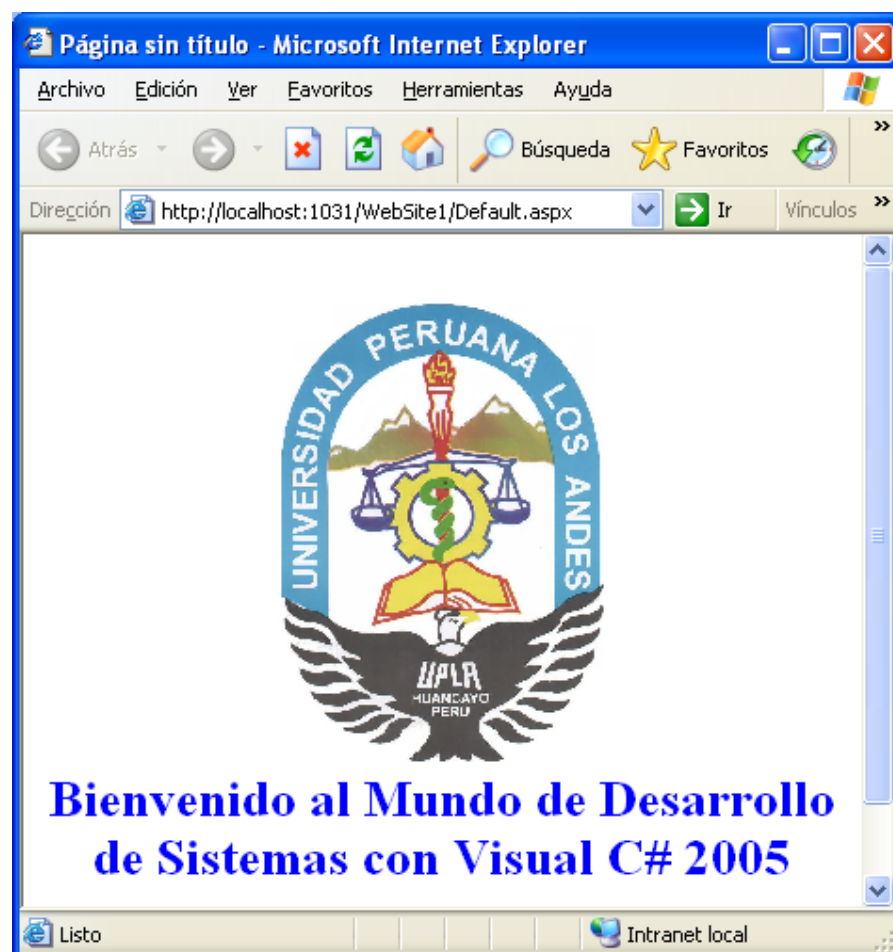 Página sin título - Microsoft Internet Explorer
Archivo Edición Ver Favoritos Herramientas Ayuda
Atrás Búsqueda Favoritos »
Dirección http://localhost:1031/WebSite1/Default.aspx Ir Vínculos »
UNIVERSIDAD PERUANA LOS ANDES
UPLA
HUANCAYO
PERU
Bienvenido al Mundo de Desarrollo
de Sistemas con Visual C# 2005
Listo Intranet local